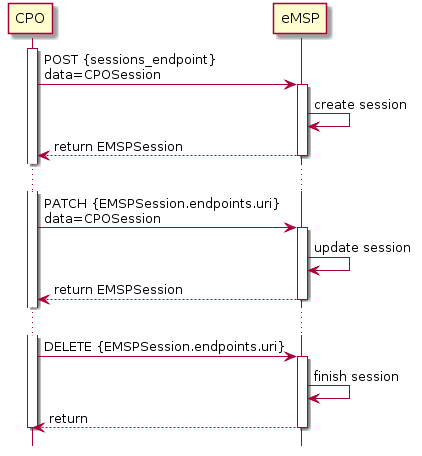 CPO
eMSP
POST {sessions_endpoint}
data=CPOSession
create session
return EMSPSession
PATCH {EMSPSession.endpoints.uri}
data=CPOSession
update session
return EMSPSession
DELETE {EMSPSession.endpoints.uri}
finish session
return